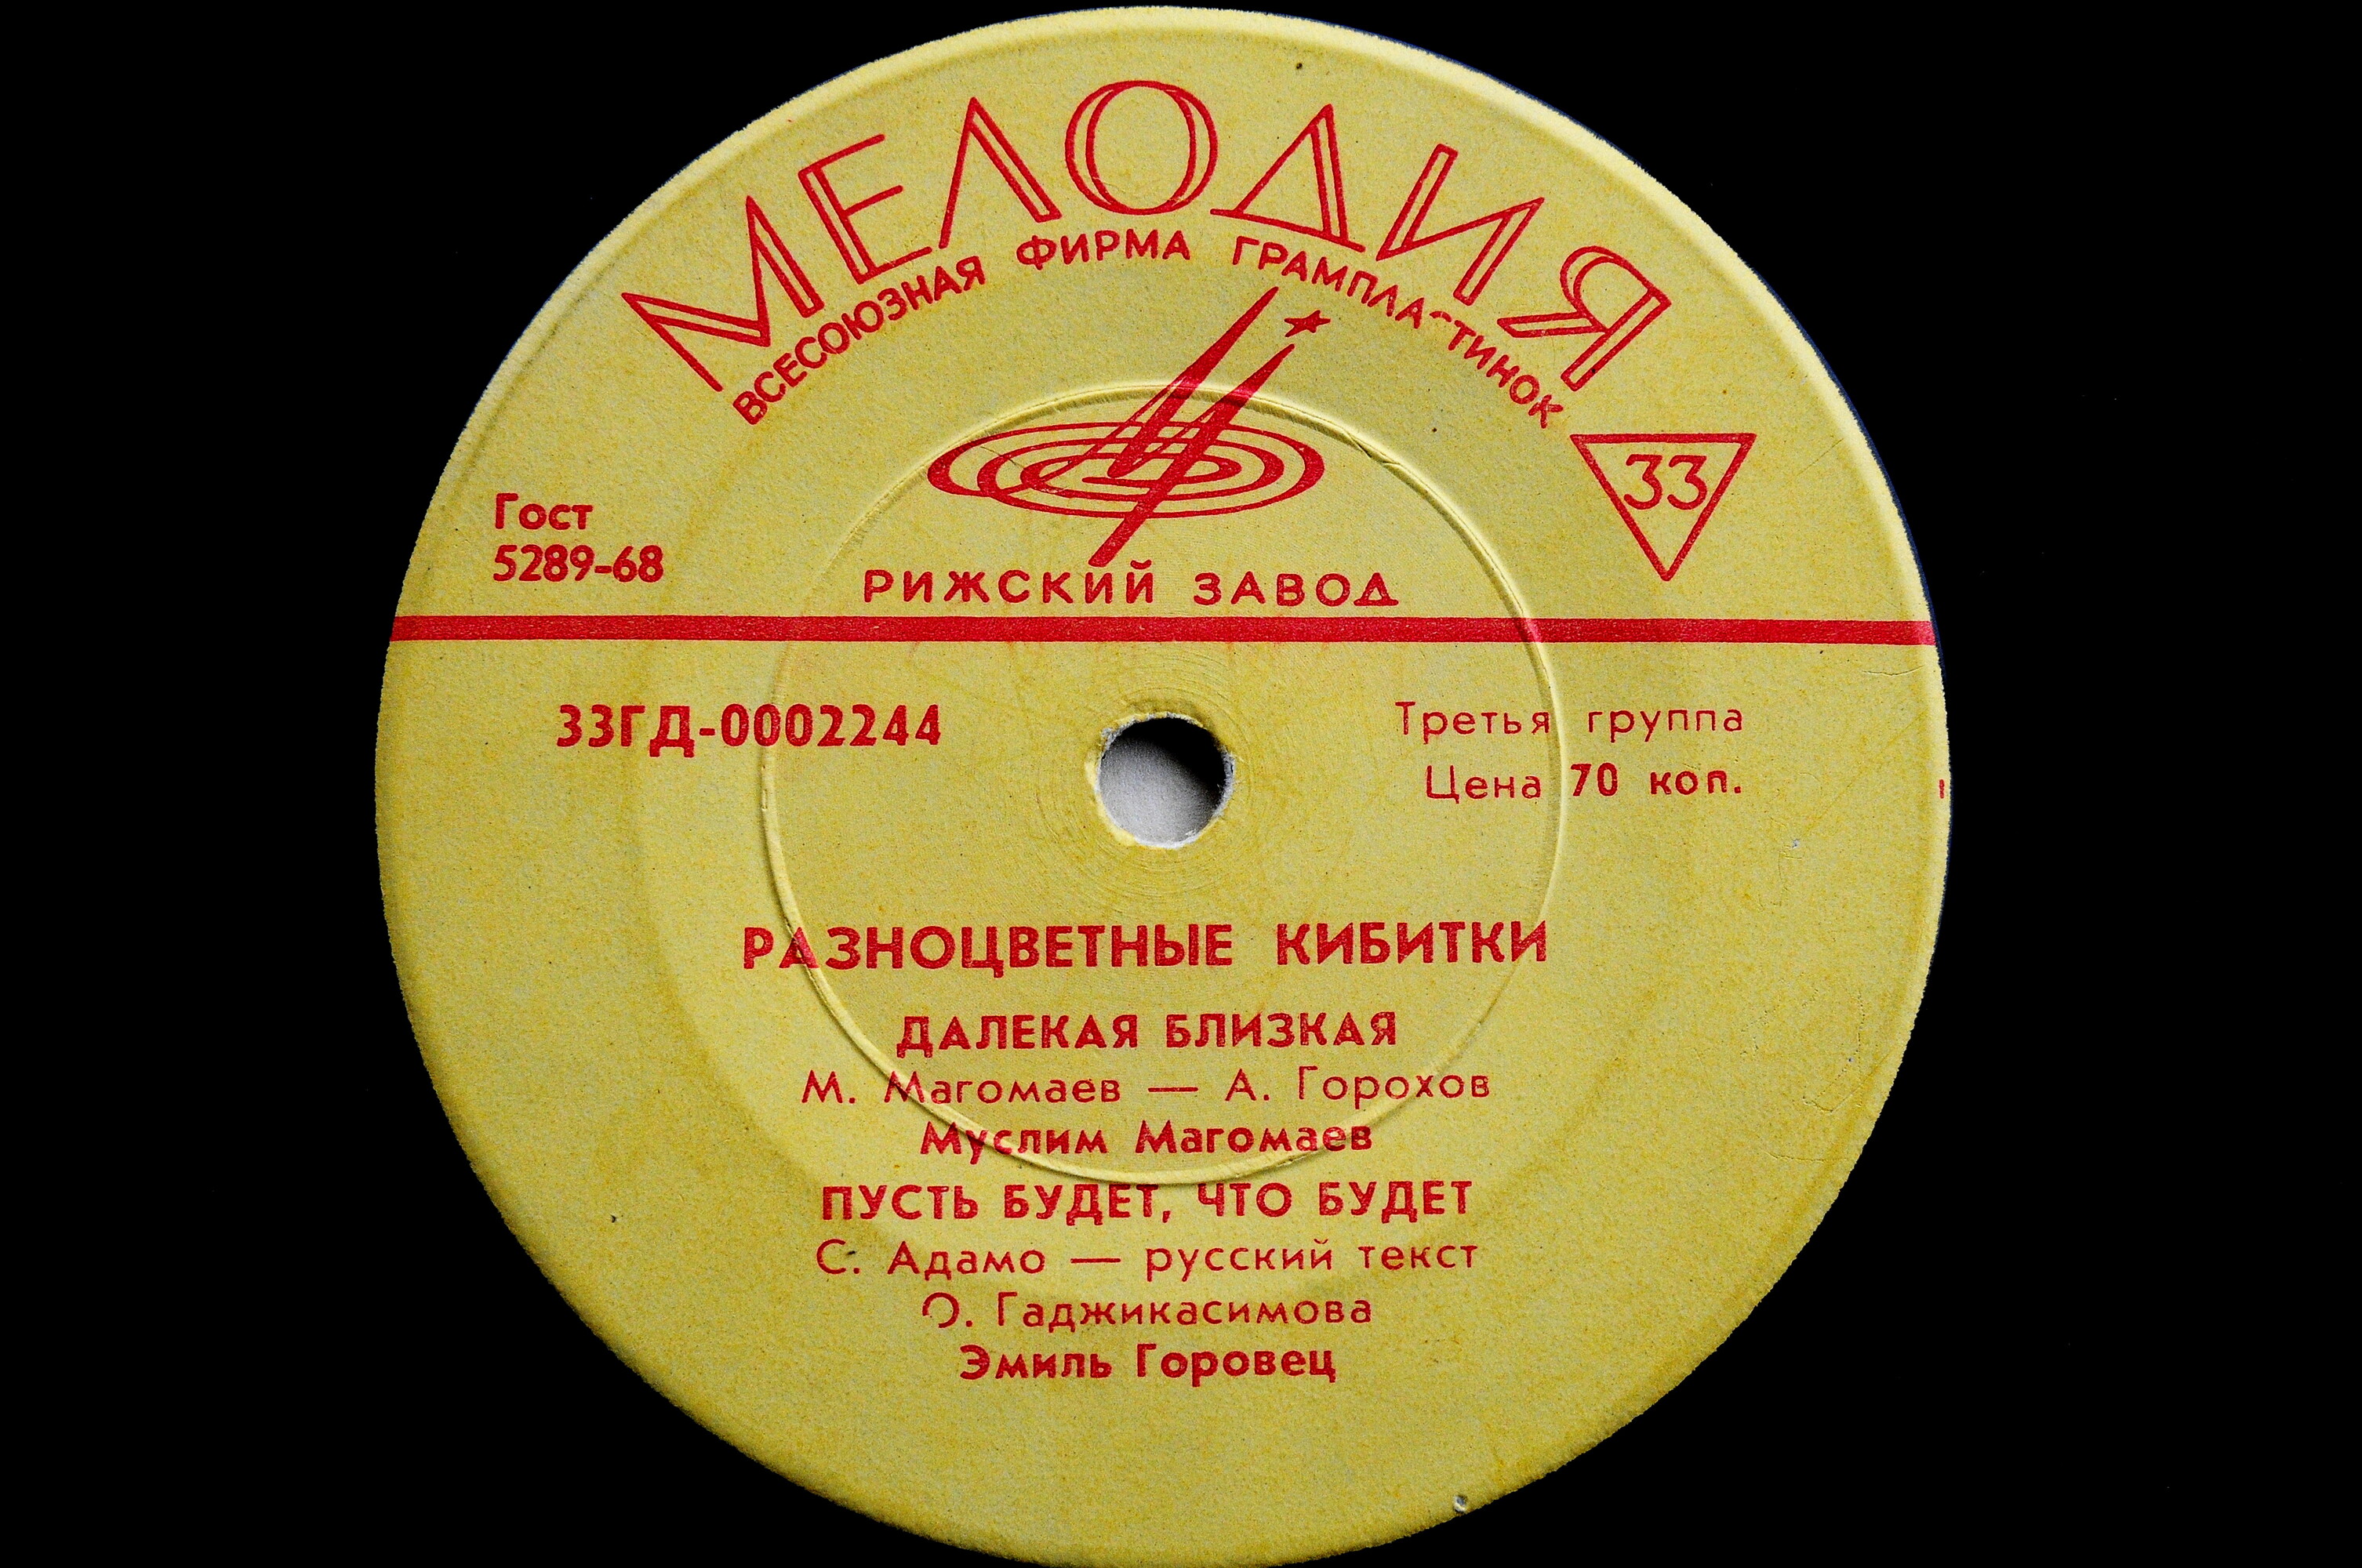 МЕЛОДИЯ
ВСЕСОЮЗНАЯ ФИРМА ГРАМПЛАСТИНОК
33
Гост
5289-68
РИЖСКИЙ ЗАВОД
33ГД-0002244
Третья группа
Цена 70 коп.
РАЗНОЦВЕТНЫЕ КИБИТКИ
ДАЛЕКАЯ БЛИЗКАЯ
М. Магомаев — А. Горохов
Муслим Магомаев
ПУСТЬ БУДЕТ, ЧТО БУДЕТ
С. Адамо — русский текст
О. Гаджикасимова
Эмиль Горовец